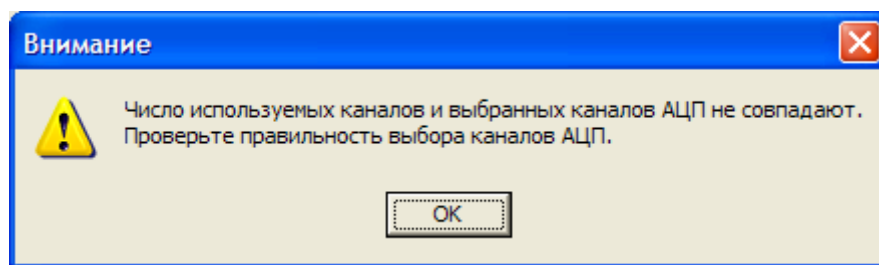 Внимание
Число используемых каналов и выбранных каналов АЦП не совпадают.
Проверьте правильность выбора каналов АЦП.
OK